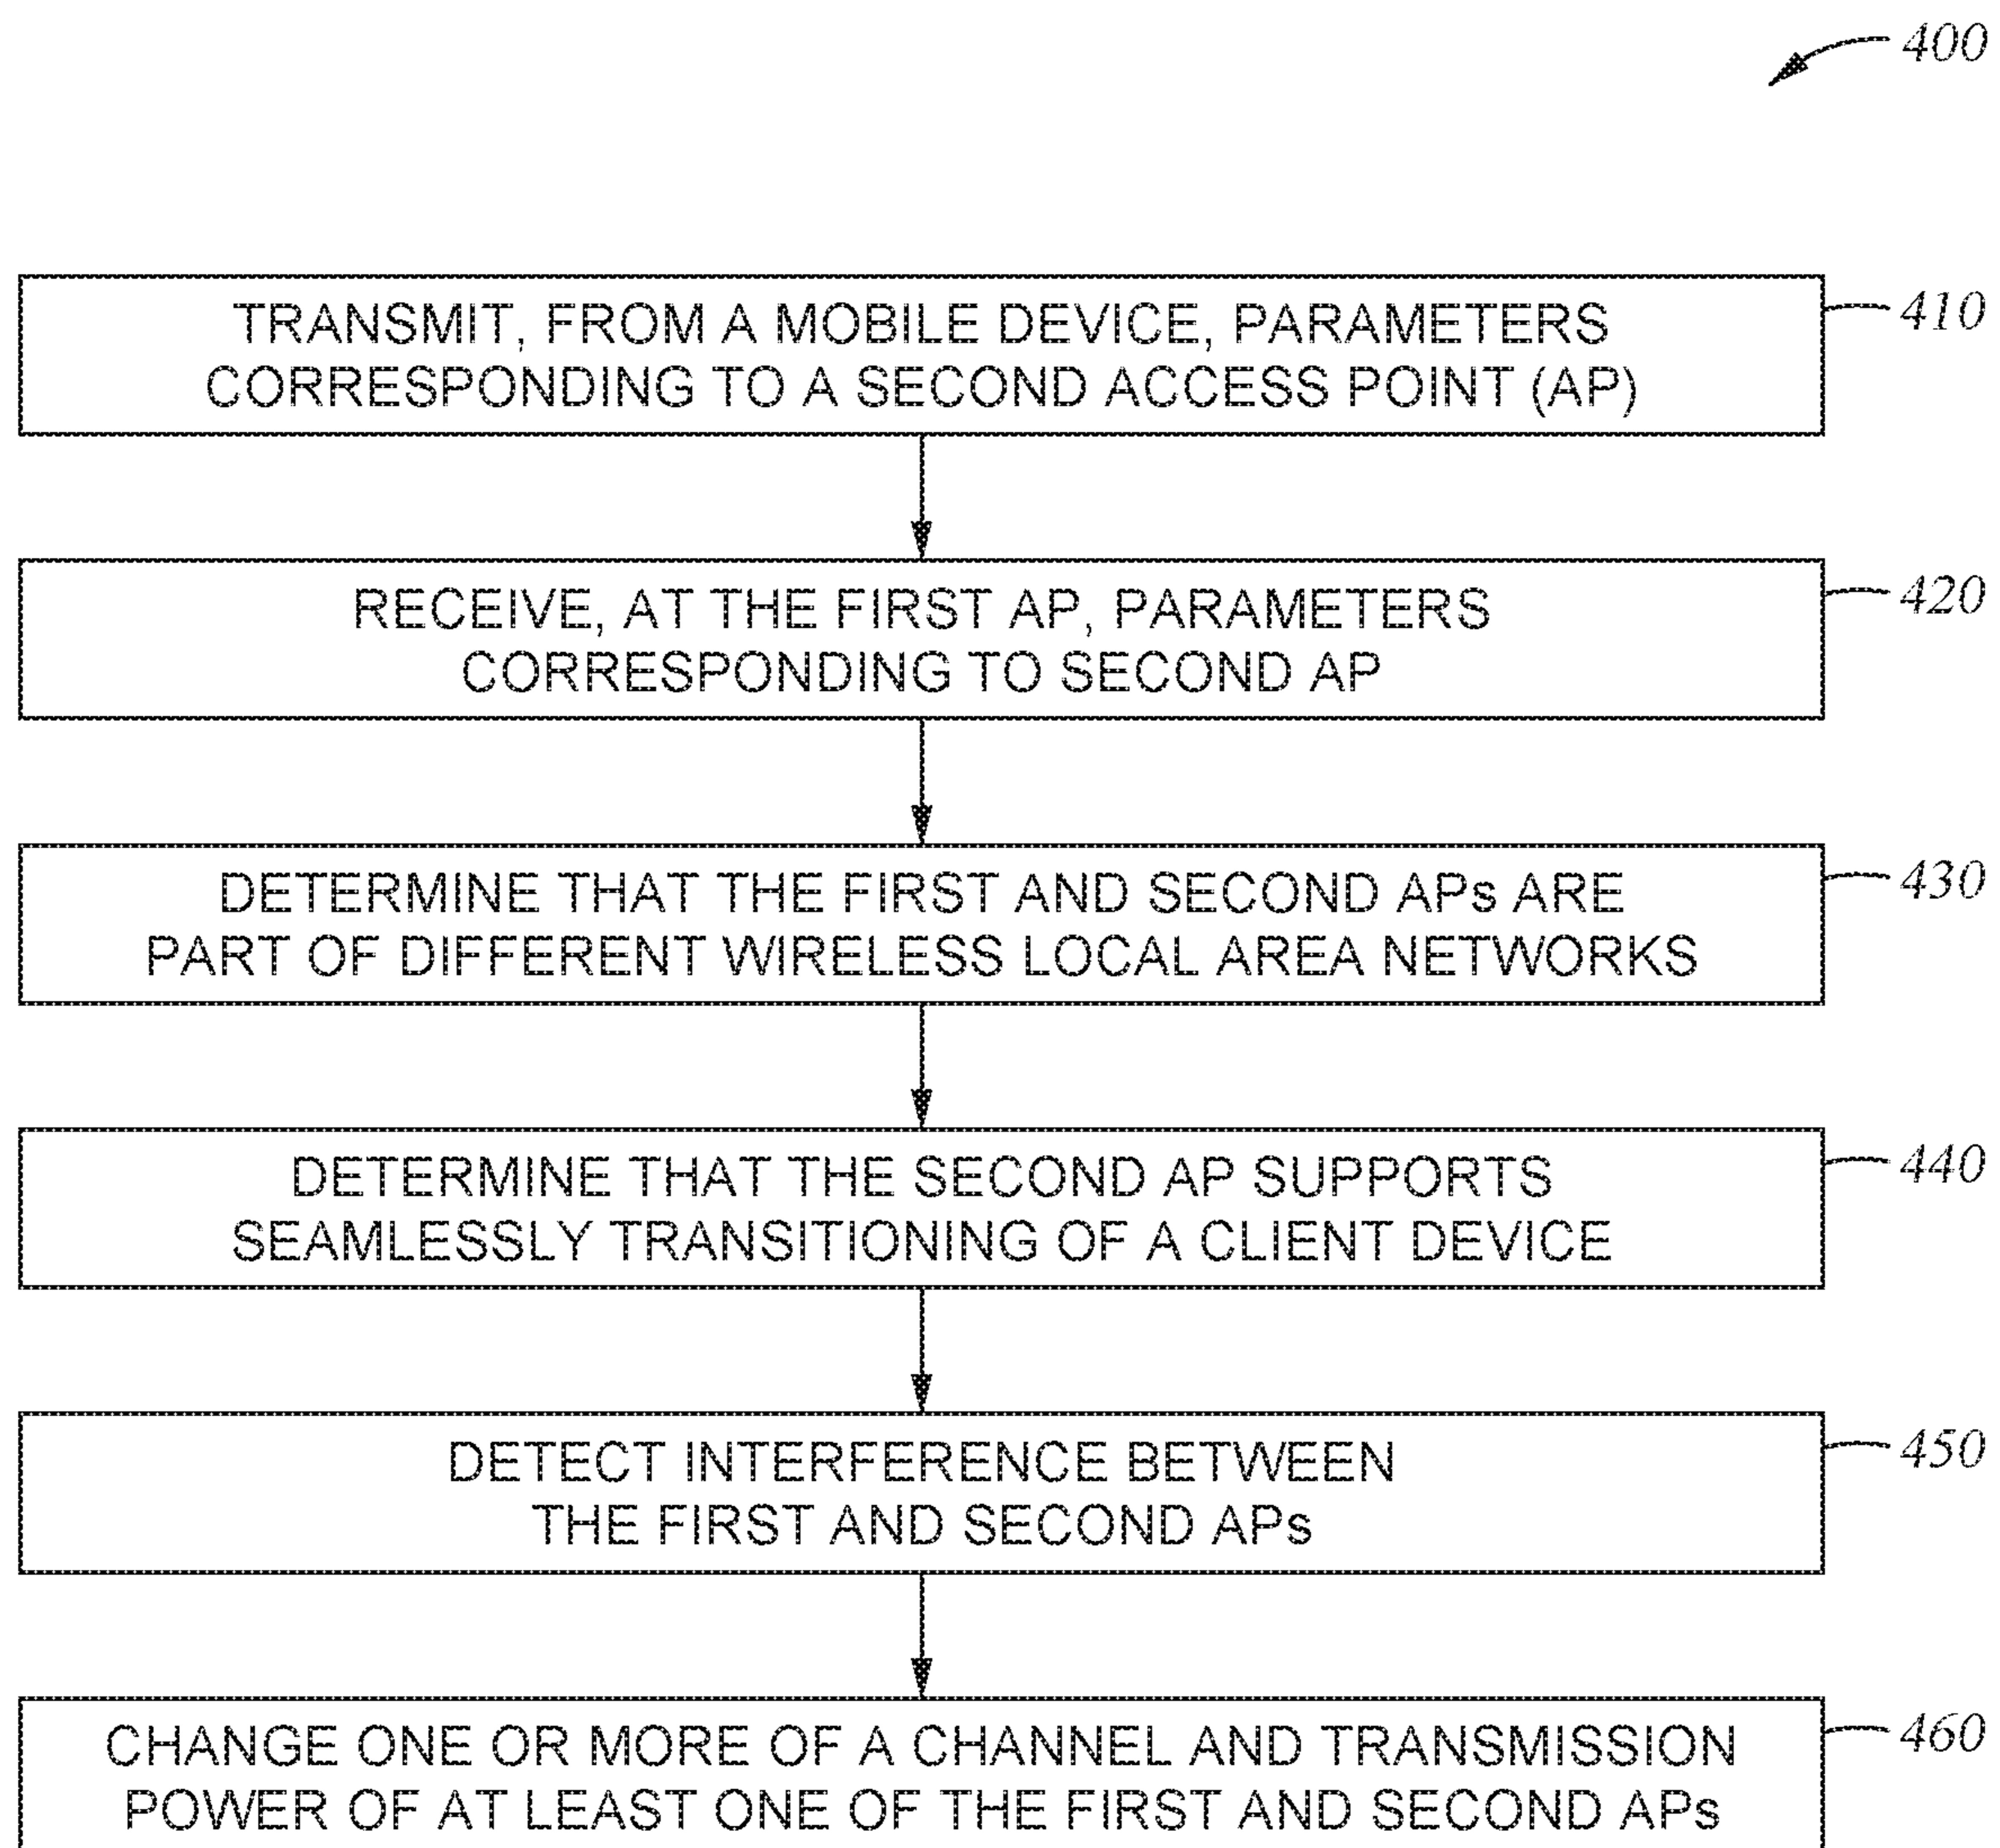 400
TRANSMIT, FROM A MOBILE DEVICE, PARAMETERS
CORRESPONDING TO A SECOND ACCESS POINT (AP)
410
RECEIVE, AT THE FIRST AP, PARAMETERS
CORRESPONDING TO SECOND AP
420
DETERMINE THAT THE FIRST AND SECOND APs ARE
PART OF DIFFERENT WIRELESS LOCAL AREA NETWORKS
430
DETERMINE THAT THE SECOND AP SUPPORTS
SEAMLESSLY TRANSITIONING OF A CLIENT DEVICE
440
DETECT INTERFERENCE BETWEEN
THE FIRST AND SECOND APs
450
CHANGE ONE OR MORE OF A CHANNEL AND TRANSMISSION
POWER OF AT LEAST ONE OF THE FIRST AND SECOND APs
460